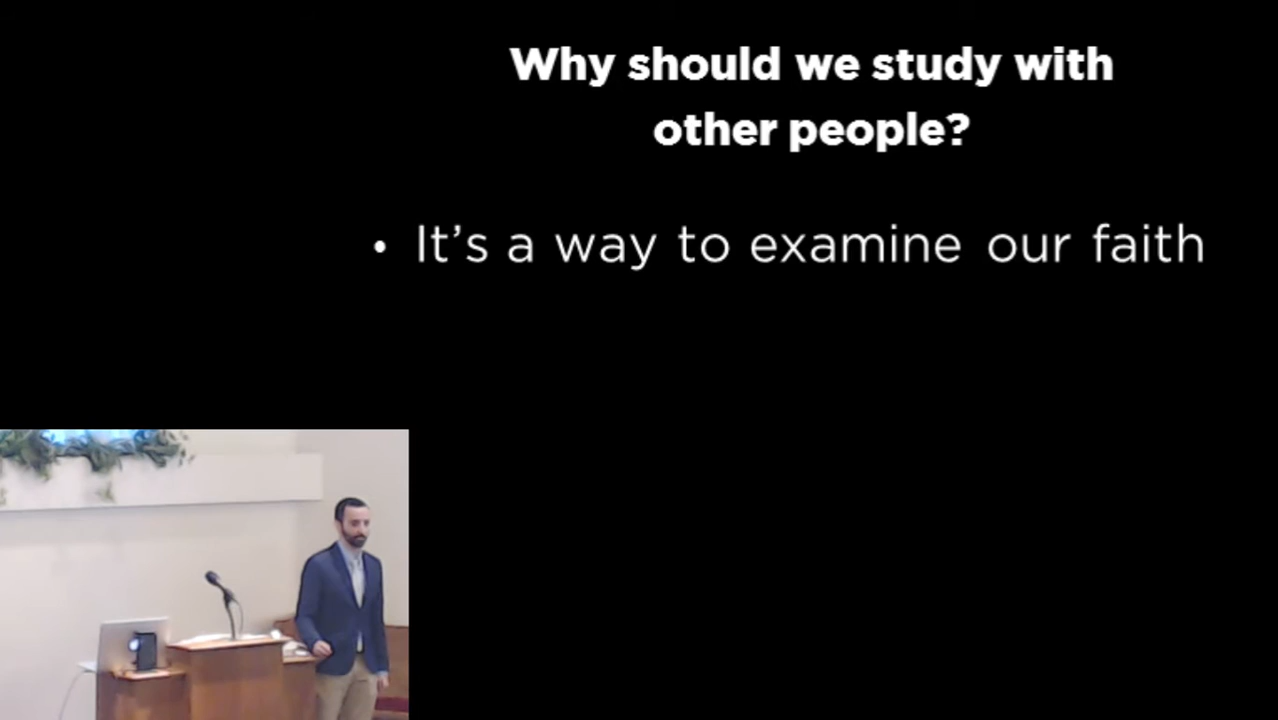 Why should we study with
other people?
• It's a way to examine our faith